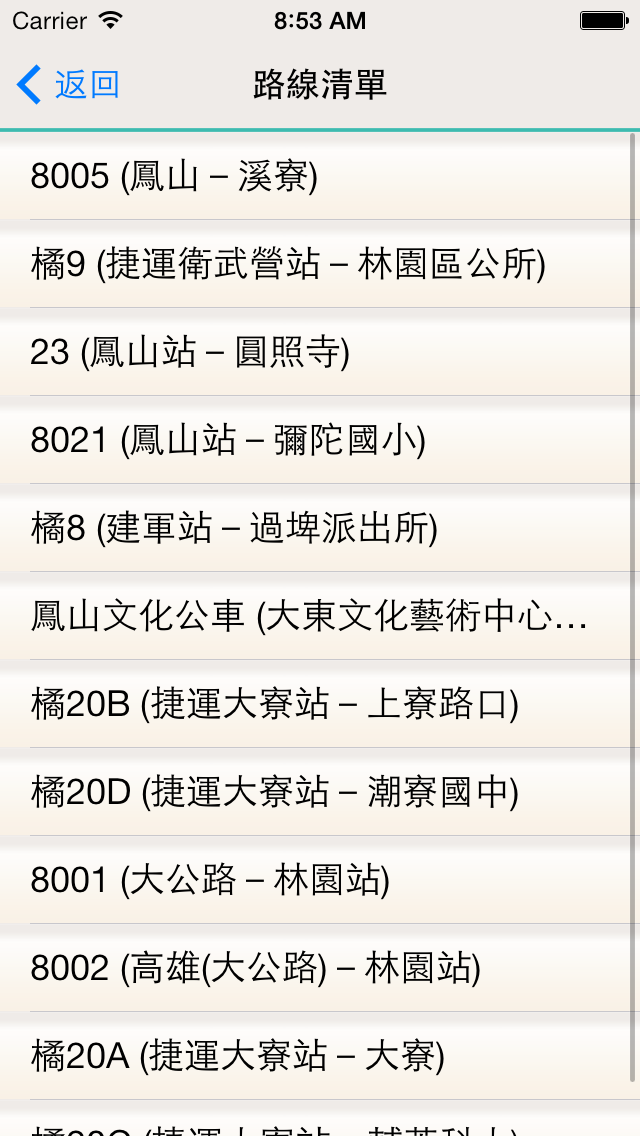 Carrier 8:53 AM
返回 路線清單
8005 (鳳山 – 溪寮)
橘9 (捷運衛武營站 – 林園區公所)
23 (鳳山站 – 圓照寺)
8021 (鳳山站 – 彌陀國小)
橘8 (建軍站 – 過埤派出所)
鳳山文化公車 (大東文化藝術中心...
橘20B (捷運大寮站 – 上寮路口)
橘20D (捷運大寮站 – 潮寮國中)
8001 (大公路 – 林園站)
8002 (高雄(大公路) – 林園站)
橘20A (捷運大寮站 – 大寮)